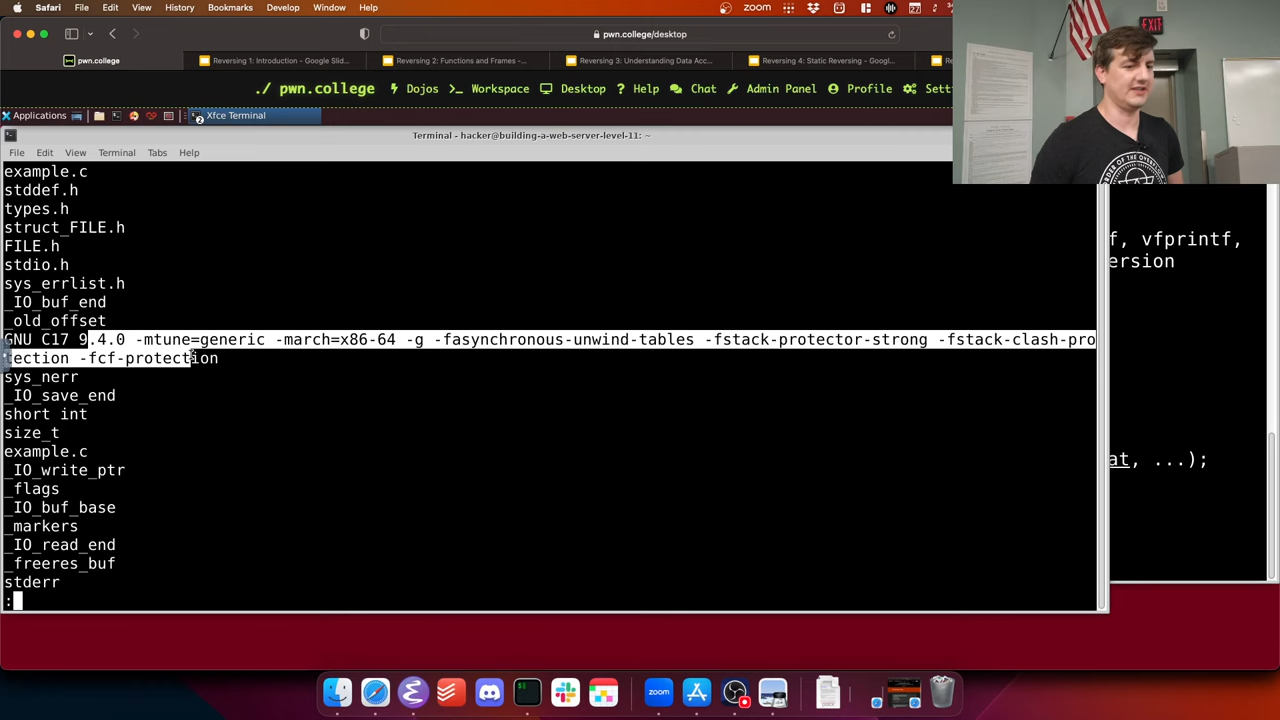 Safari File Edit View History Bookmarks Develop Window Help
zoom
27
pwn.college/desktop
pwn.college
Reversing 1: Introduction - Google Slid...
Reversing 2: Functions and Frames -...
Reversing 3: Understanding Data Acc...
Reversing 4: Static Reversing - Googl...
./ pwn.college
Dojos
Workspace
Desktop
Help
Chat
Admin Panel
Profile
EXIT
Applications
Xfce Terminal
Terminal - hacker@building-a-web-server-level-11: ~
File Edit View Terminal Tabs Help
example.c
stddef.h
types.h
struct_FILE.h
FILE.h
stdio.h
sys_errlist.h
_IO_buf_end
_old_offset
GNU C17 9.4.0 -mtune=generic -march=x86-64 -g -fasynchronous-unwind-tables -fstack-protector-strong -fstack-clash-pro
tection -fcf-protection
sys_nerr
_IO_save_end
short int
size_t
example.c
_IO_write_ptr
_flags
_IO_buf_base
_markers
_IO_read_end
_freeres_buf
stderr
:
f, vfprintf,
ersion
at, ...);
zoom